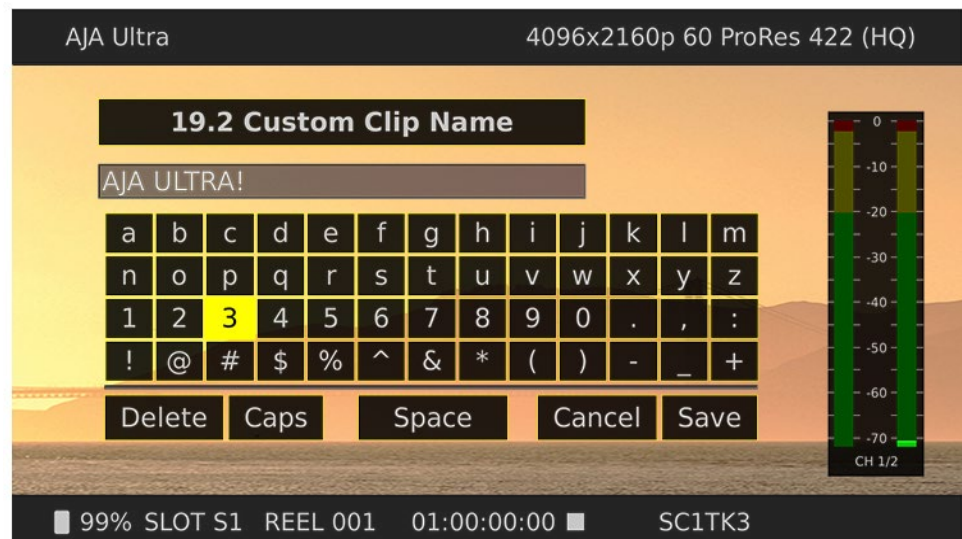 AJA Ultra 4096x2160p 60 ProRes 422 (HQ)
19.2 Custom Clip Name
AJA ULTRA!
a b c d e f g h i j k l m
n o p q r s t u v w x y z
1 2 3 4 5 6 7 8 9 0 . , :
! @ # $ % ^ & * ( ) - _ +
Delete Caps Space Cancel Save
0
-10
-20
-30
-40
-50
-60
-70
CH 1/2
99% SLOT S1 REEL 001 01:00:00:00 SC1TK3